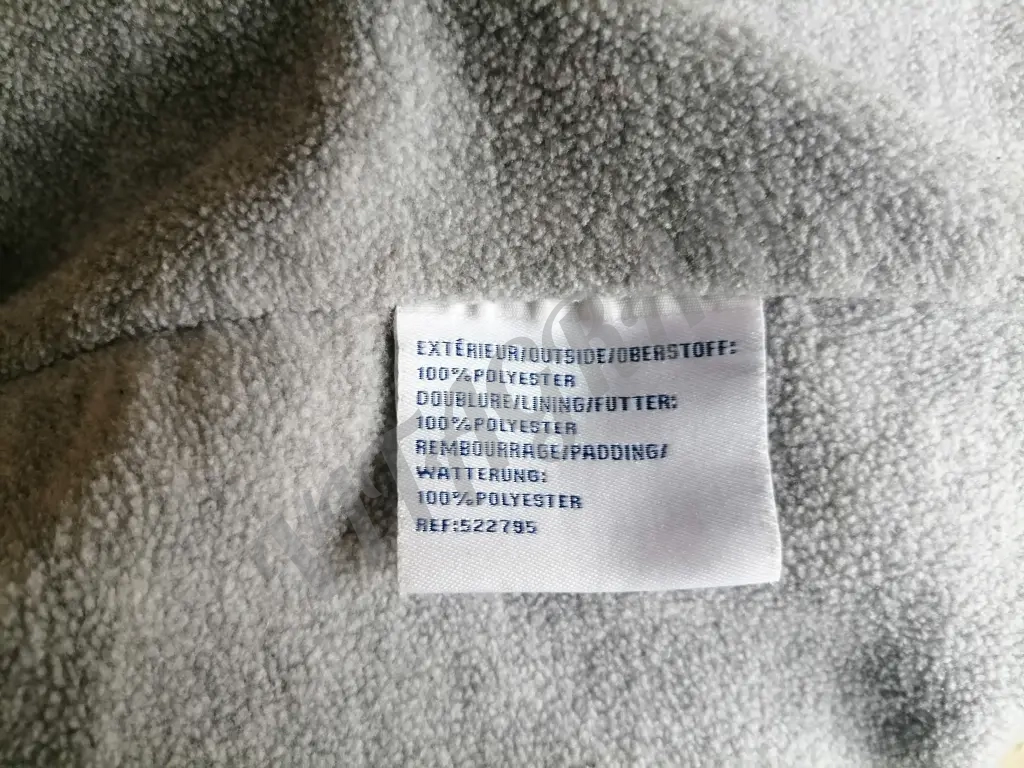 EXTÉRIEUR/OUTSIDE/OBERSTOFF:
100%POLYESTER
DOUBLURE/LINING/FUTTER:
100%POLYESTER
REMBOURRAGE/PADDING/
WATTERUNG:
100%POLYESTER
REF:522795